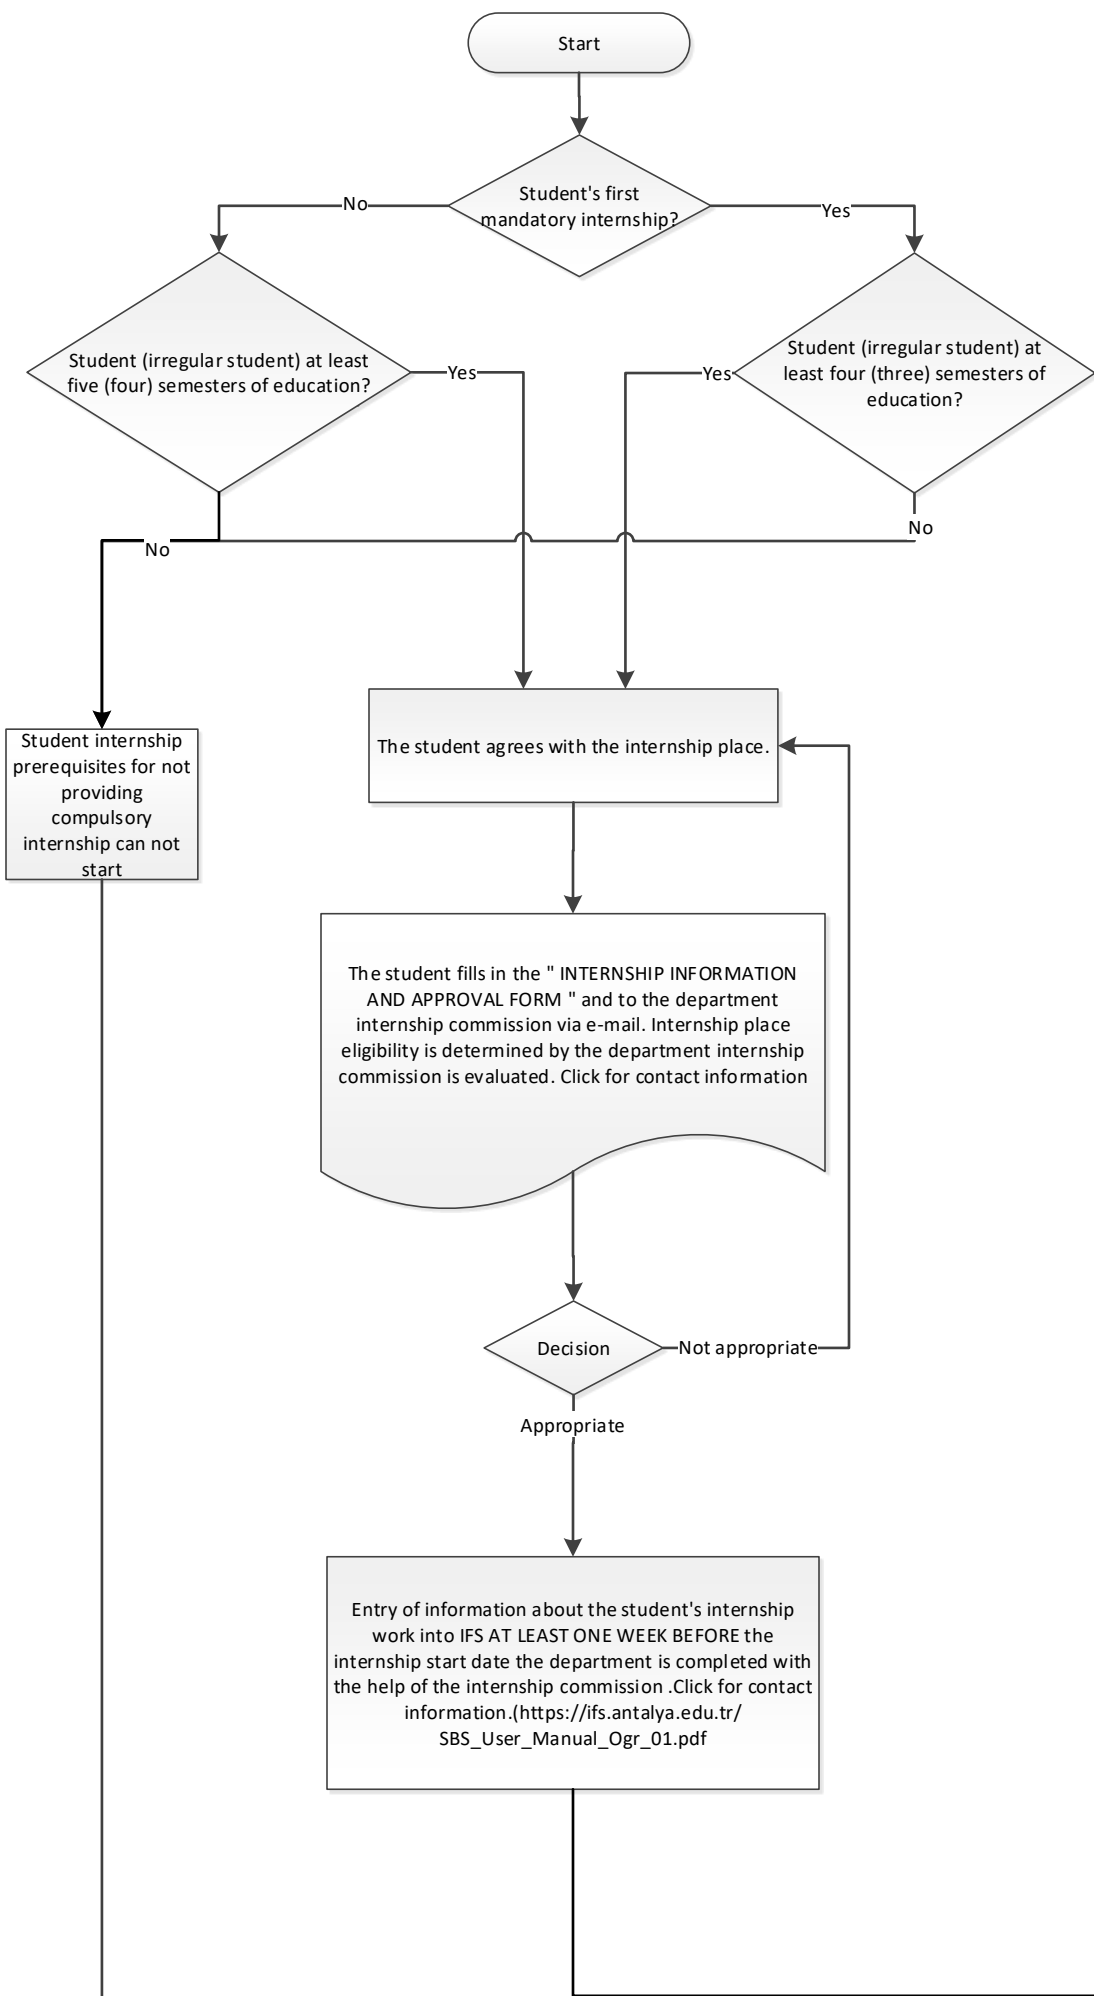 Start
Student's first
mandatory internship?
No
Yes
Student (irregular student) at least
five (four) semesters of education?
Yes
Yes
Student (irregular student) at
least four (three) semesters of
education?
No
No
Student internship
prerequisites for not
providing
compulsory
internship can not
start
The student agrees with the internship place.
The student fills in the " INTERNSHIP INFORMATION
AND APPROVAL FORM " and to the department
internship commission via e-mail. Internship place
eligibility is determined by the department internship
commission is evaluated. Click for contact information
Decision
Not appropriate
Appropriate
Entry of information about the student's internship
work into IFS AT LEAST ONE WEEK BEFORE the
internship start date the department is completed with
the help of the internship commission .Click for contact
information.(https://ifs.antalya.edu.tr/
SBS_User_Manual_Ogr_01.pdf